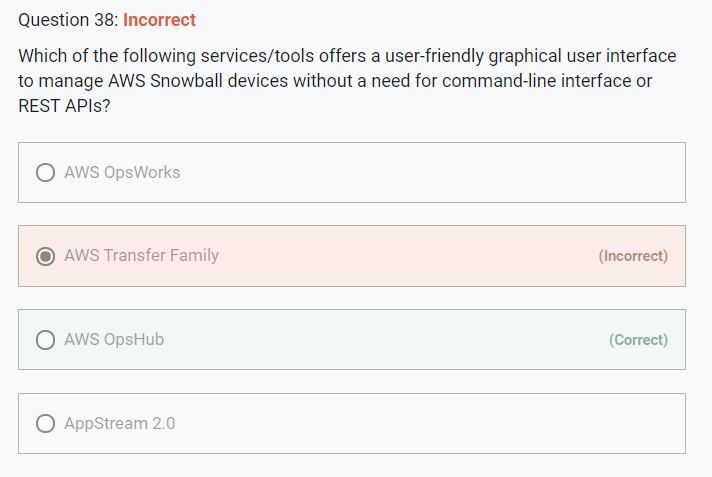 Question 38: Incorrect
Which of the following services/tools offers a user-friendly graphical user interface
to manage AWS Snowball devices without a need for command-line interface or
REST APIs?
AWS OpsWorks
AWS Transfer Family (Incorrect)
AWS OpsHub (Correct)
AppStream 2.0